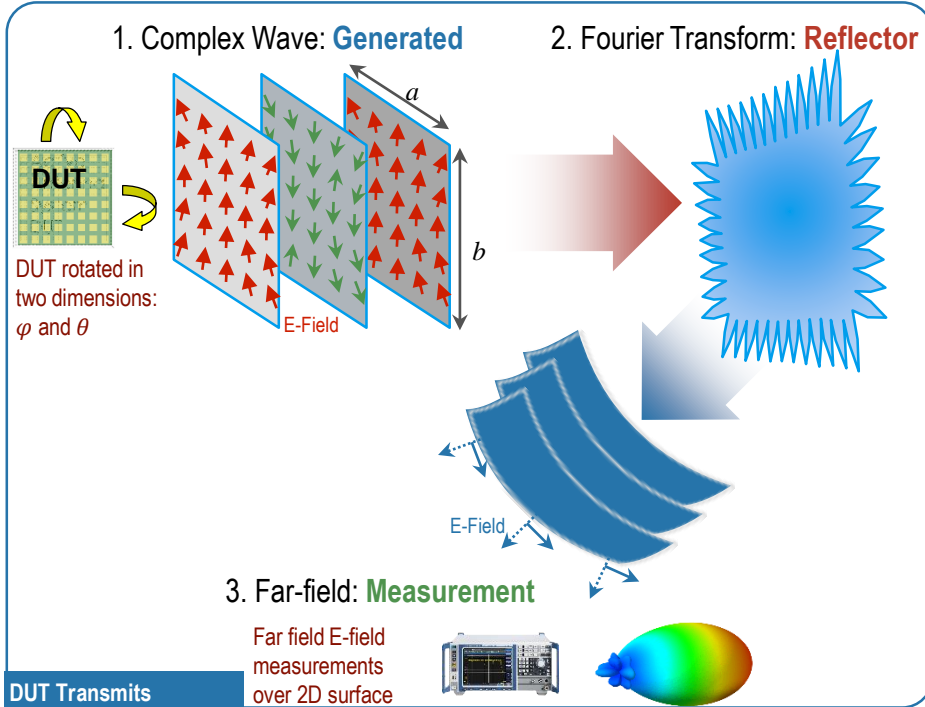 1. Complex Wave: Generated
2. Fourier Transform: Reflector
a
b
DUT
DUT rotated in
two dimensions:
φ and θ
E-Field
E-Field
3. Far-field: Measurement
Far field E-field
measurements
over 2D surface
DUT Transmits